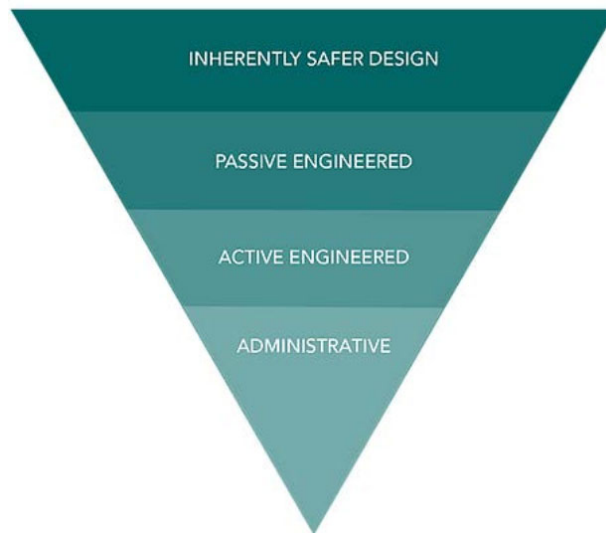 INHERENTLY SAFER DESIGN
PASSIVE ENGINEERED
ACTIVE ENGINEERED
ADMINISTRATIVE